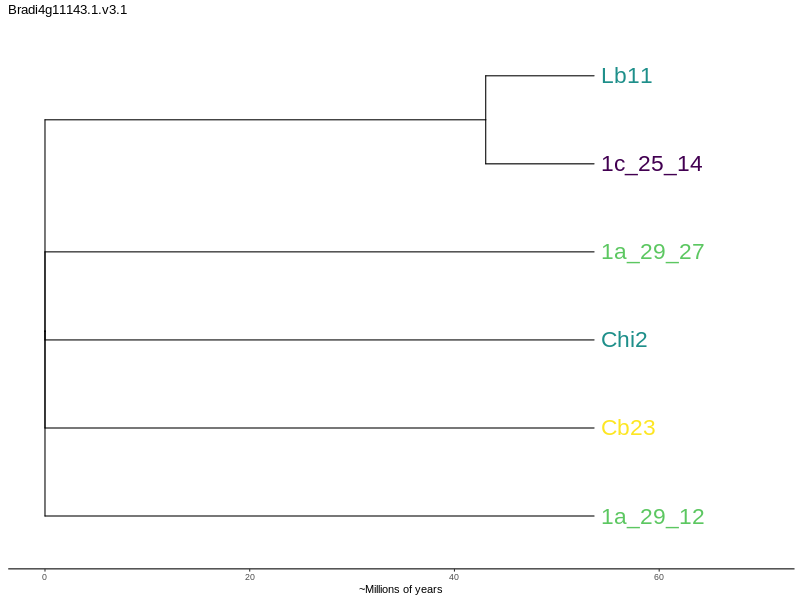 Bradi4g11143.1.v3.1
Lb11
1c_25_14
1a_29_27
Chi2
Cb23
1a_29_12
0 20 40 60
~Millions of years